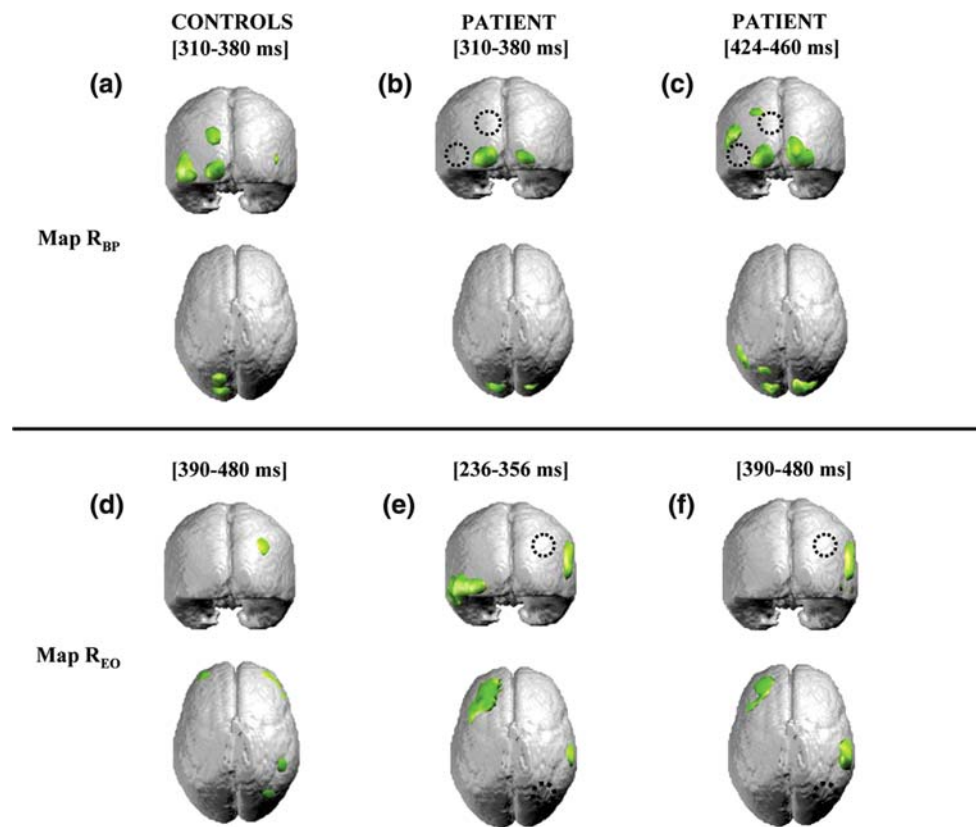 CONTROLS
[310-380 ms]
PATIENT
[310-380 ms]
PATIENT
[424-460 ms]
(a)
(b)
(c)
Map R_BP
[390-480 ms]
[236-356 ms]
[390-480 ms]
(d)
(e)
(f)
Map R_EO